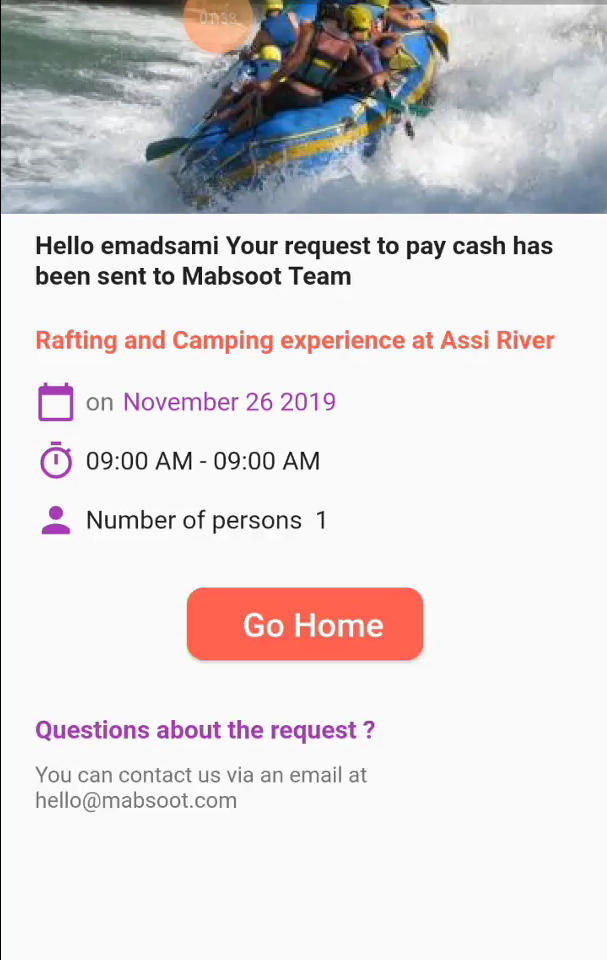 01:38
Hello emadsami Your request to pay cash has
been sent to Mabsoot Team
Rafting and Camping experience at Assi River
on November 26 2019
09:00 AM - 09:00 AM
Number of persons 1
Go Home
Questions about the request ?
You can contact us via an email at
hello@mabsoot.com